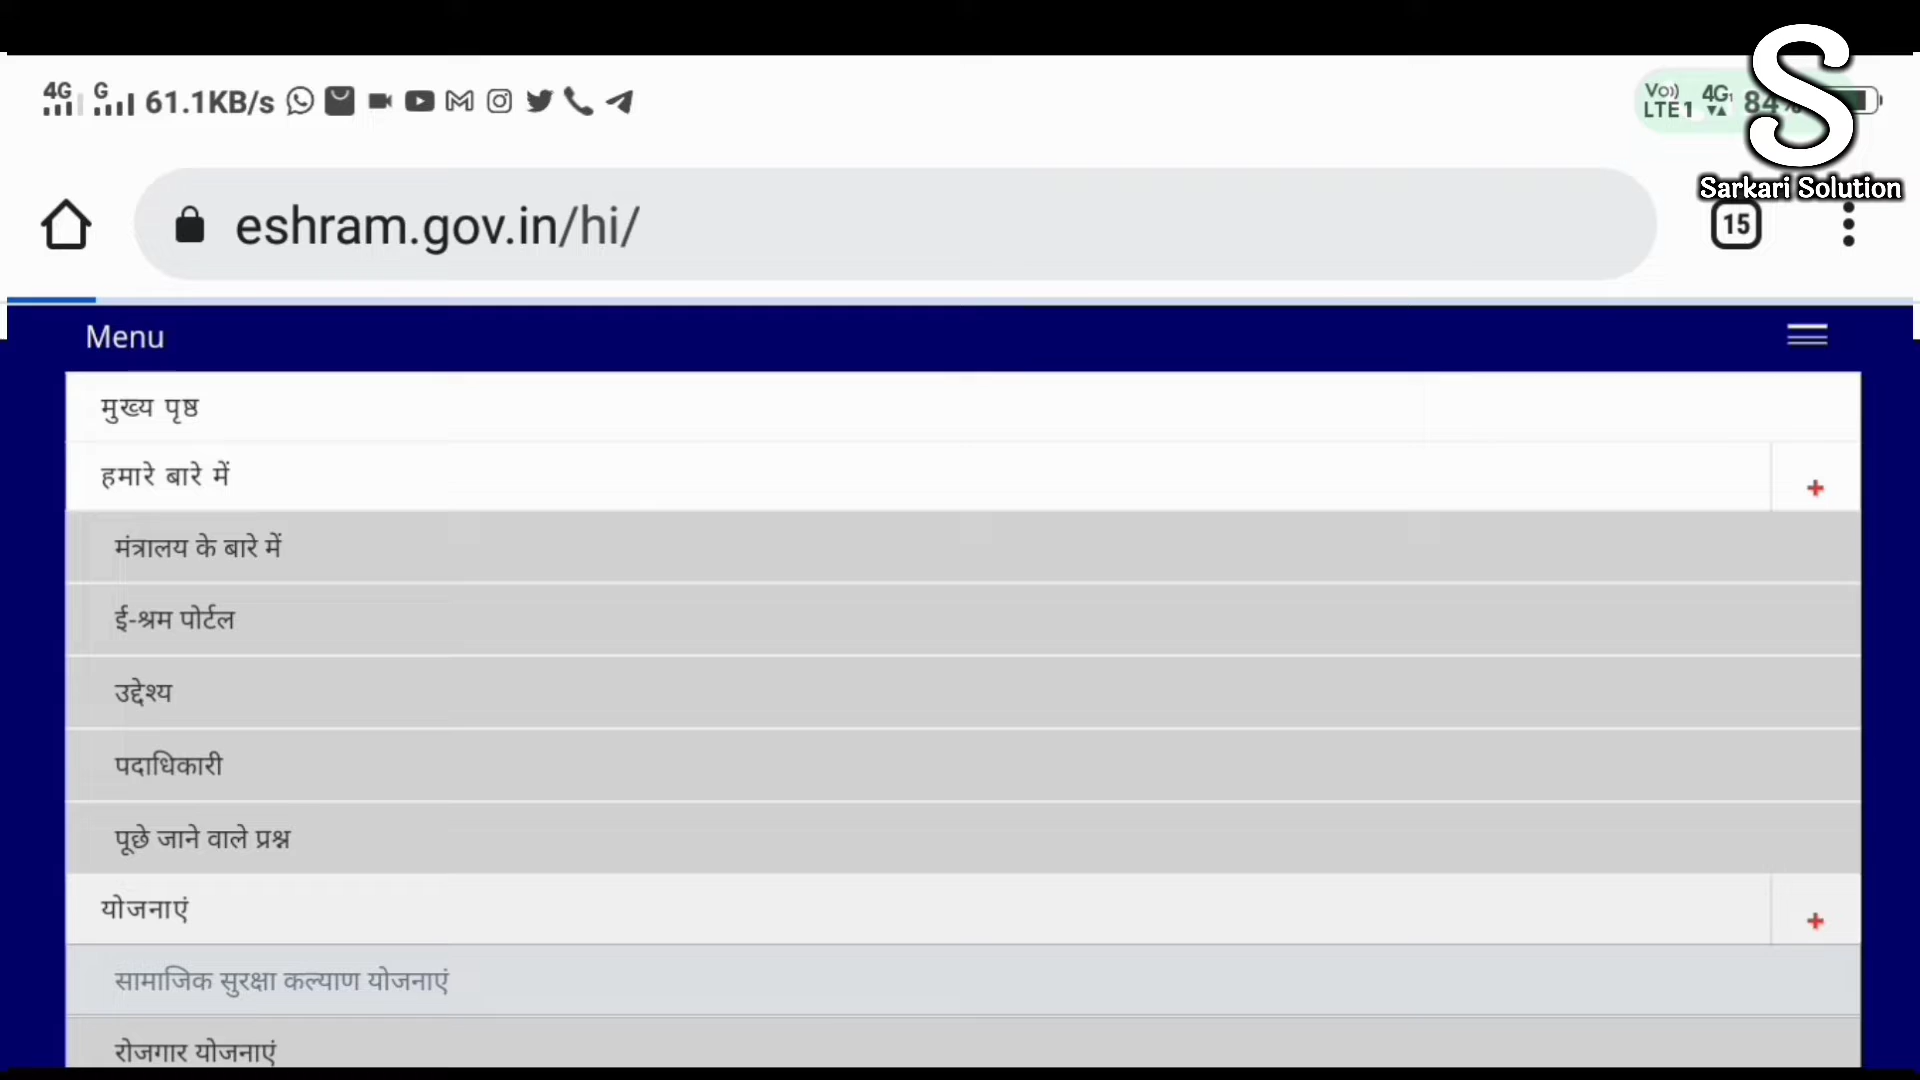 4G G 61.1KB/s Vo)) LTE1 4G 84%
S
Sarkari Solution
eshram.gov.in/hi/ 15
Menu
मुख्य पृष्ठ
हमारे बारे में +
मंत्रालय के बारे में
ई-श्रम पोर्टल
उद्देश्य
पदाधिकारी
पूछे जाने वाले प्रश्न
योजनाएं +
सामाजिक सुरक्षा कल्याण योजनाएं
रोजगार योजनाएं